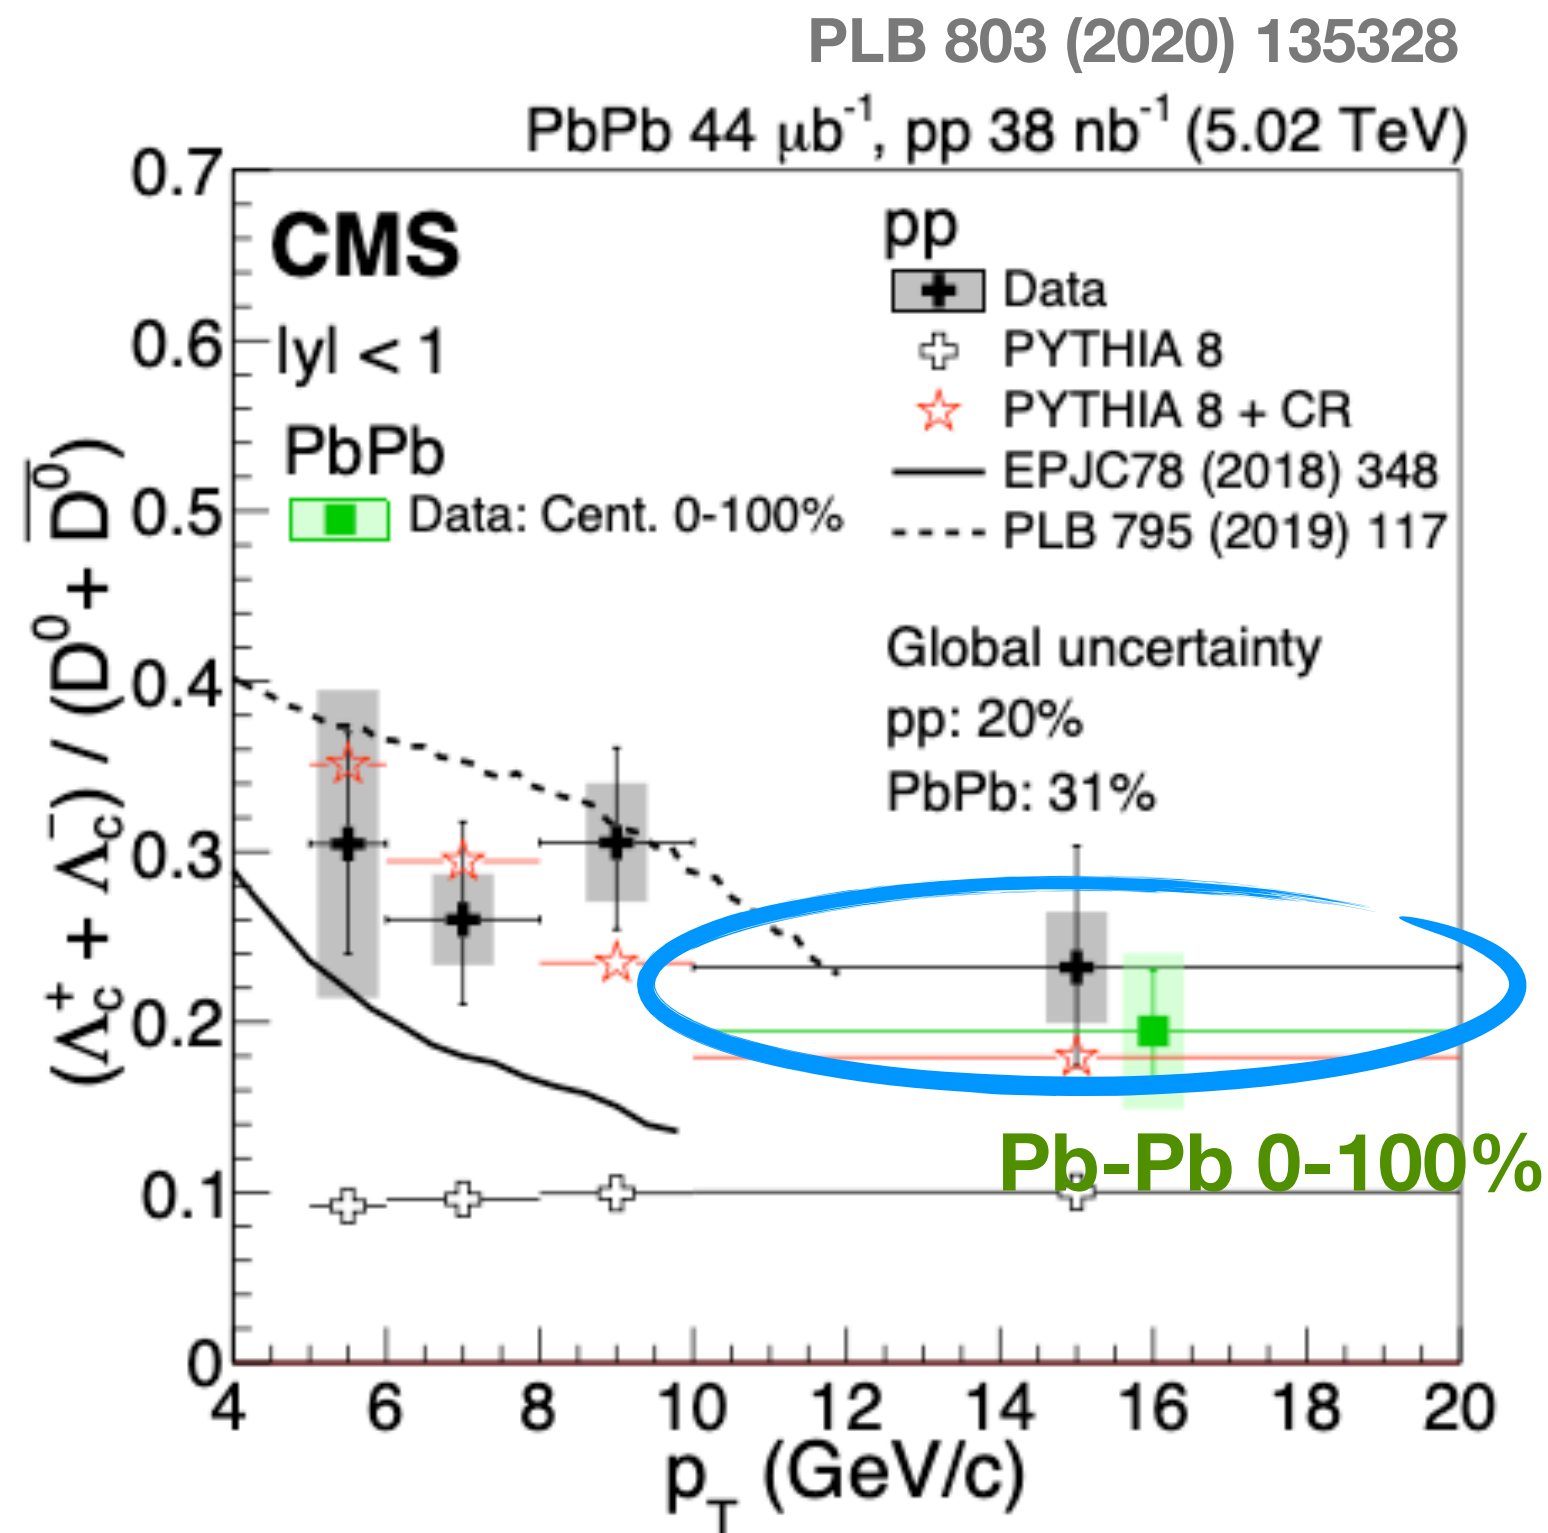 PLB 803 (2020) 135328
PbPb 44 μb⁻¹, pp 38 nb⁻¹ (5.02 TeV)
CMS
|y| < 1
PbPb
Data: Cent. 0-100%
pp
Data
PYTHIA 8
PYTHIA 8 + CR
EPJC78 (2018) 348
PLB 795 (2019) 117
Global uncertainty
pp: 20%
PbPb: 31%
(Λc⁺ + Λc⁻) / (D⁰ + D̅⁰)
0.7
0.6
0.5
0.4
0.3
0.2
0.1
0
Pb-Pb 0-100%
4 6 8 10 12 14 16 18 20
pT (GeV/c)